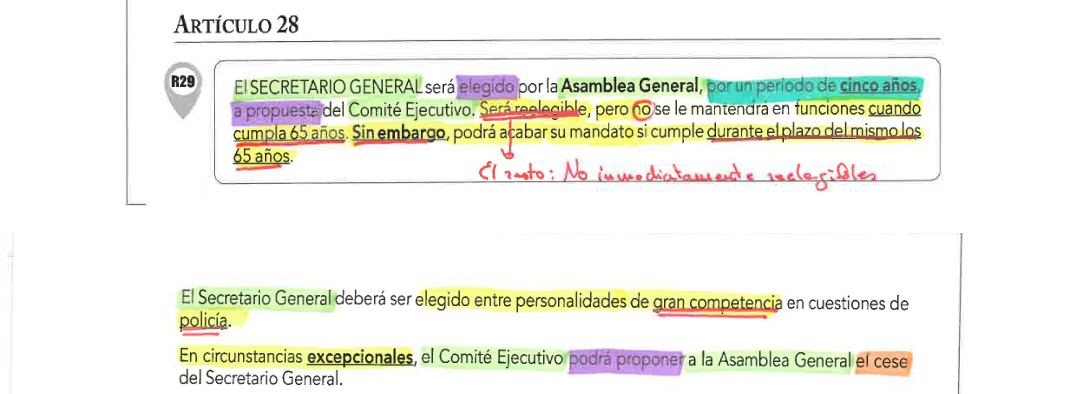 ARTÍCULO 28
R29
El SECRETARIO GENERAL será elegido por la Asamblea General, por un periodo de cinco años,
a propuesta del Comité Ejecutivo. Será reelegible, pero no se le mantendrá en funciones cuando
cumpla 65 años. Sin embargo, podrá acabar su mandato si cumple durante el plazo del mismo los
65 años.
El resto: No inmediatamente reelegibles
El Secretario General deberá ser elegido entre personalidades de gran competencia en cuestiones de
policía.
En circunstancias excepcionales, el Comité Ejecutivo podrá proponer a la Asamblea General el cese
del Secretario General.